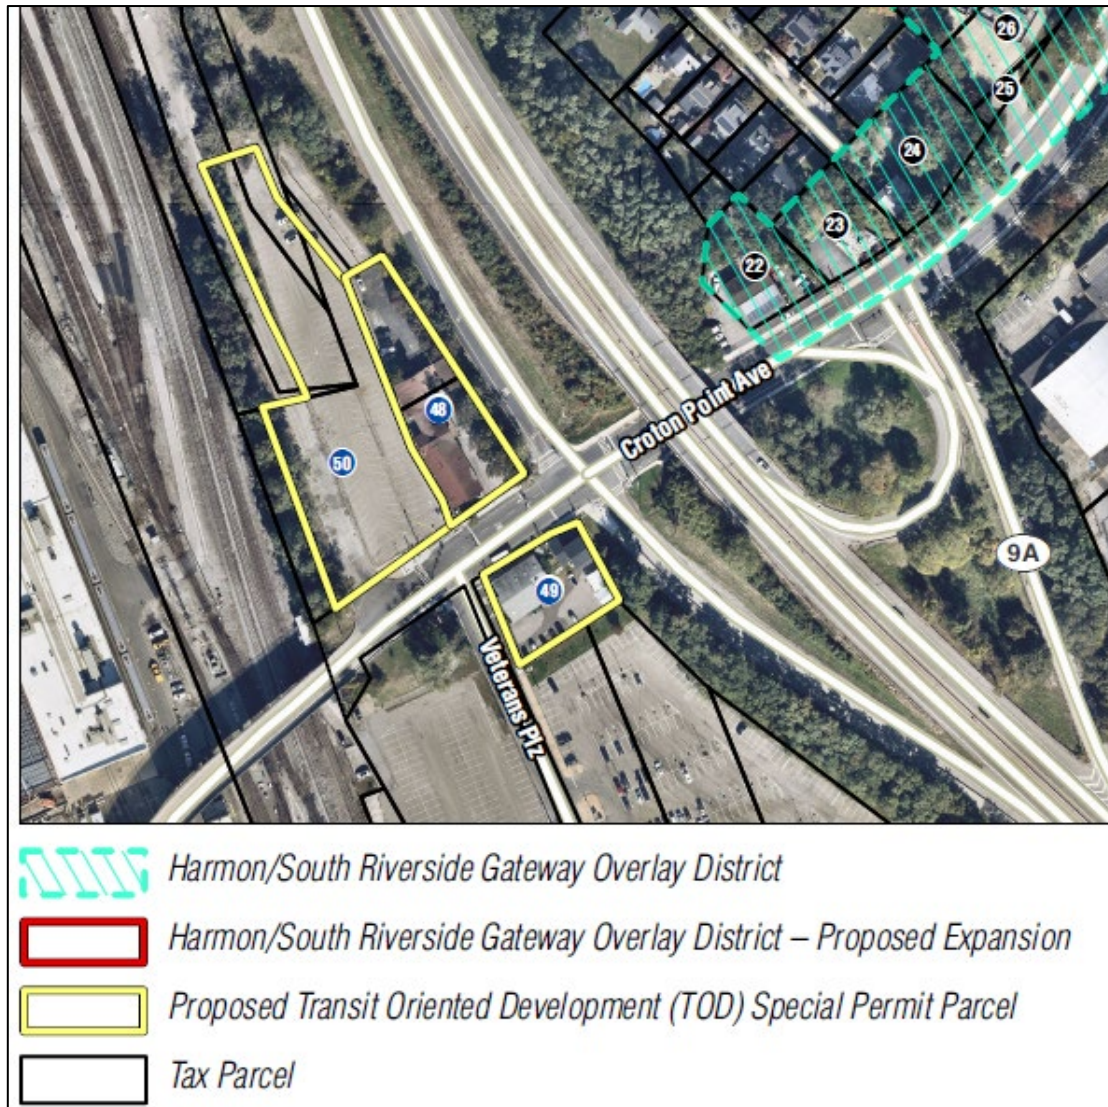 26
25
24
23
22
Croton Point Ave
48
50
9A
49
Veterans Plz
Harmon/South Riverside Gateway Overlay District
Harmon/South Riverside Gateway Overlay District – Proposed Expansion
Proposed Transit Oriented Development (TOD) Special Permit Parcel
Tax Parcel